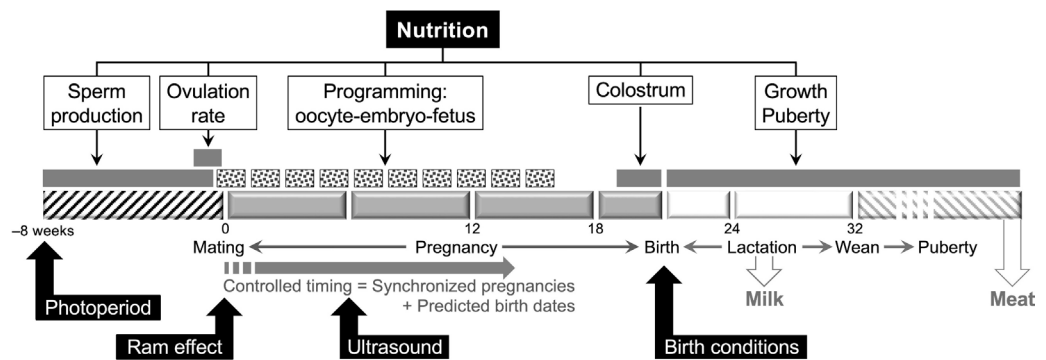 Nutrition
Sperm
production
Ovulation
rate
Programming:
oocyte-embryo-fetus
Colostrum
Growth
Puberty
–8 weeks
0
12
18
24
32
Mating
Pregnancy
Birth
Lactation
Wean
Puberty
Controlled timing = Synchronized pregnancies
+ Predicted birth dates
Milk
Meat
Photoperiod
Ram effect
Ultrasound
Birth conditions